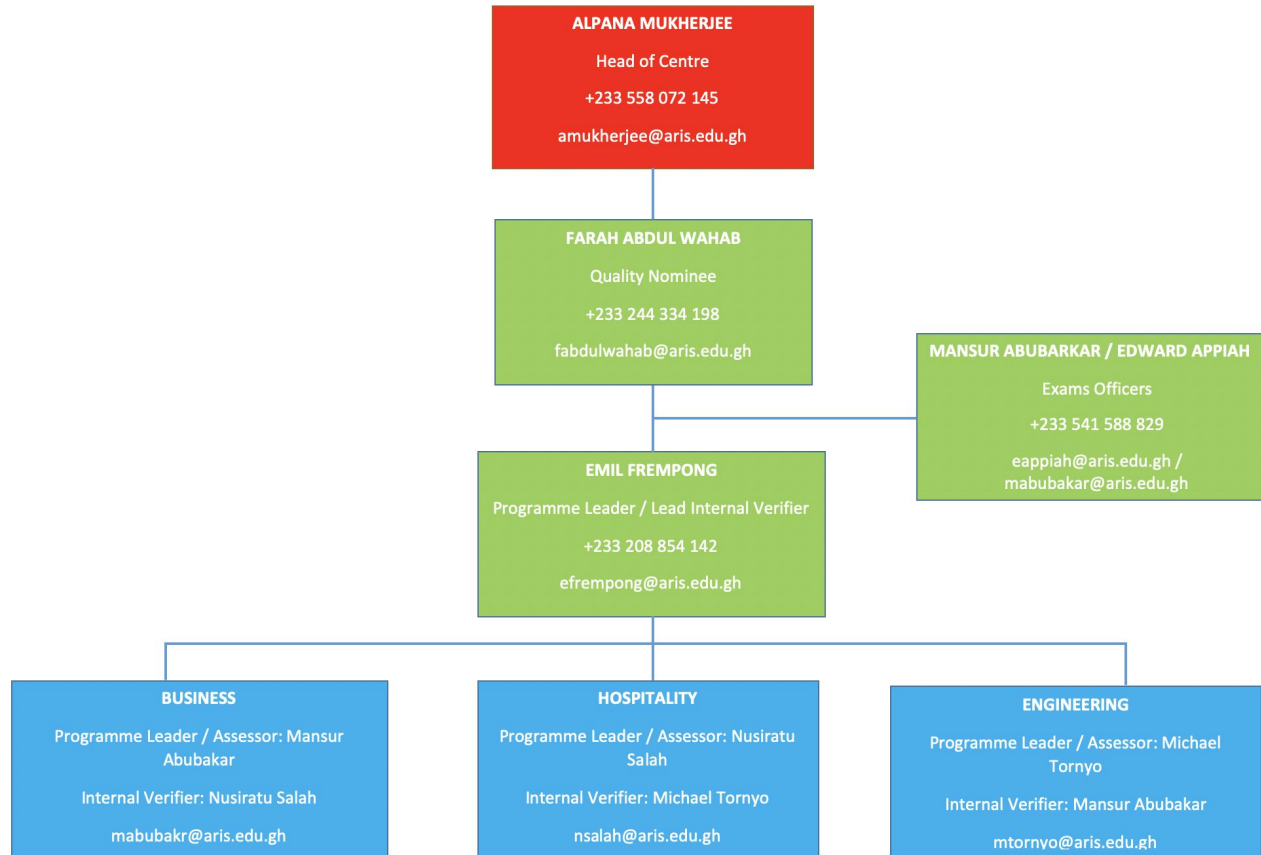 ALPANA MUKHERJEE
Head of Centre
+233 558 072 145
amukherjee@aris.edu.gh
FARAH ABDUL WAHAB
Quality Nominee
+233 244 334 198
fabdulwahab@aris.edu.gh
MANSUR ABUBARKAR / EDWARD APPIAH
Exams Officers
+233 541 588 829
eappiah@aris.edu.gh /
mabubakar@aris.edu.gh
EMIL FREMPONG
Programme Leader / Lead Internal Verifier
+233 208 854 142
efrempong@aris.edu.gh
BUSINESS
Programme Leader / Assessor: Mansur
Abubakar
Internal Verifier: Nusiratu Salah
mabubakr@aris.edu.gh
HOSPITALITY
Programme Leader / Assessor: Nusiratu
Salah
Internal Verifier: Michael Tornyo
nsalah@aris.edu.gh
ENGINEERING
Programme Leader / Assessor: Michael
Tornyo
Internal Verifier: Mansur Abubakar
mtornyo@aris.edu.gh